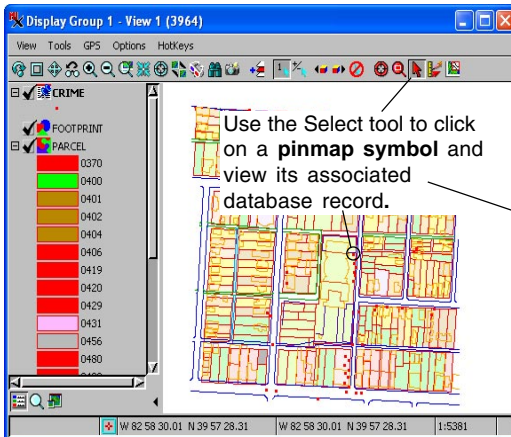 Display Group 1 - View 1 (3964)
View Tools GPS Options HotKeys
CRIME
FOOTPRINT
PARCEL
0370
0400
0401
0402
0404
0406
0419
0420
0429
0431
0456
0480
Use the Select tool to click
on a pinmap symbol and
view its associated
database record.
W 82 58 30.01 N 39 57 28.31 W 82 58 30.01 N 39 57 28.31 1:5381